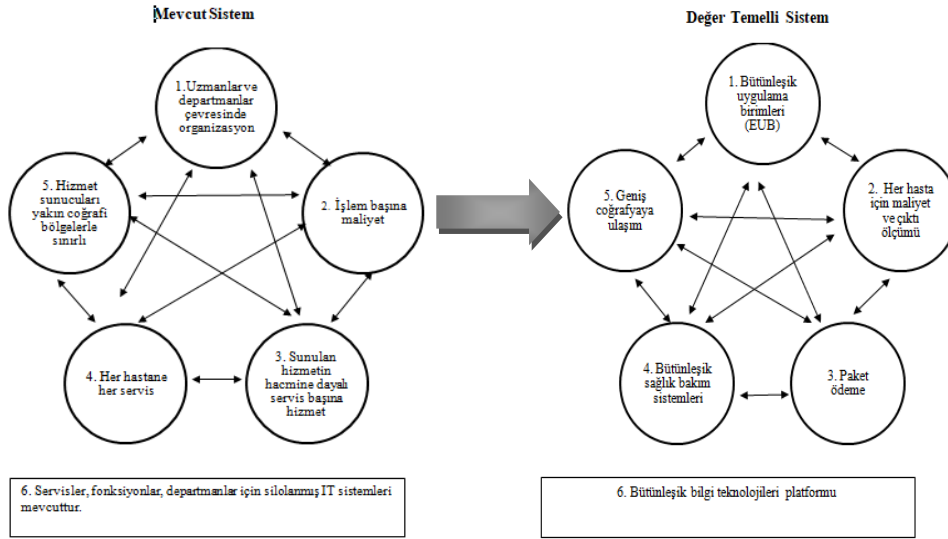 Mevcut Sistem
1.Uzmanlar ve
departmanlar
çevresinde
organizasyon
5. Hizmet
sunucuları
yakın coğrafi
bölgelerle
sınırlı
2. İşlem başına
maliyet
4. Her hastane
her servis
3. Sunulan
hizmetin
hacmine dayalı
servis başına
hizmet
6. Servisler, fonksiyonlar, departmanlar için silolanmış IT sistemleri
mevcuttur.
Değer Temelli Sistem
1. Bütünleşik
uygulama
birimleri
(EUB)
5. Geniş
coğrafyaya
ulaşım
2. Her hasta
için maliyet
ve çıktı
ölçümü
4. Bütünleşik
sağlık bakım
sistemleri
3. Paket
ödeme
6. Bütünleşik bilgi teknolojileri platformu